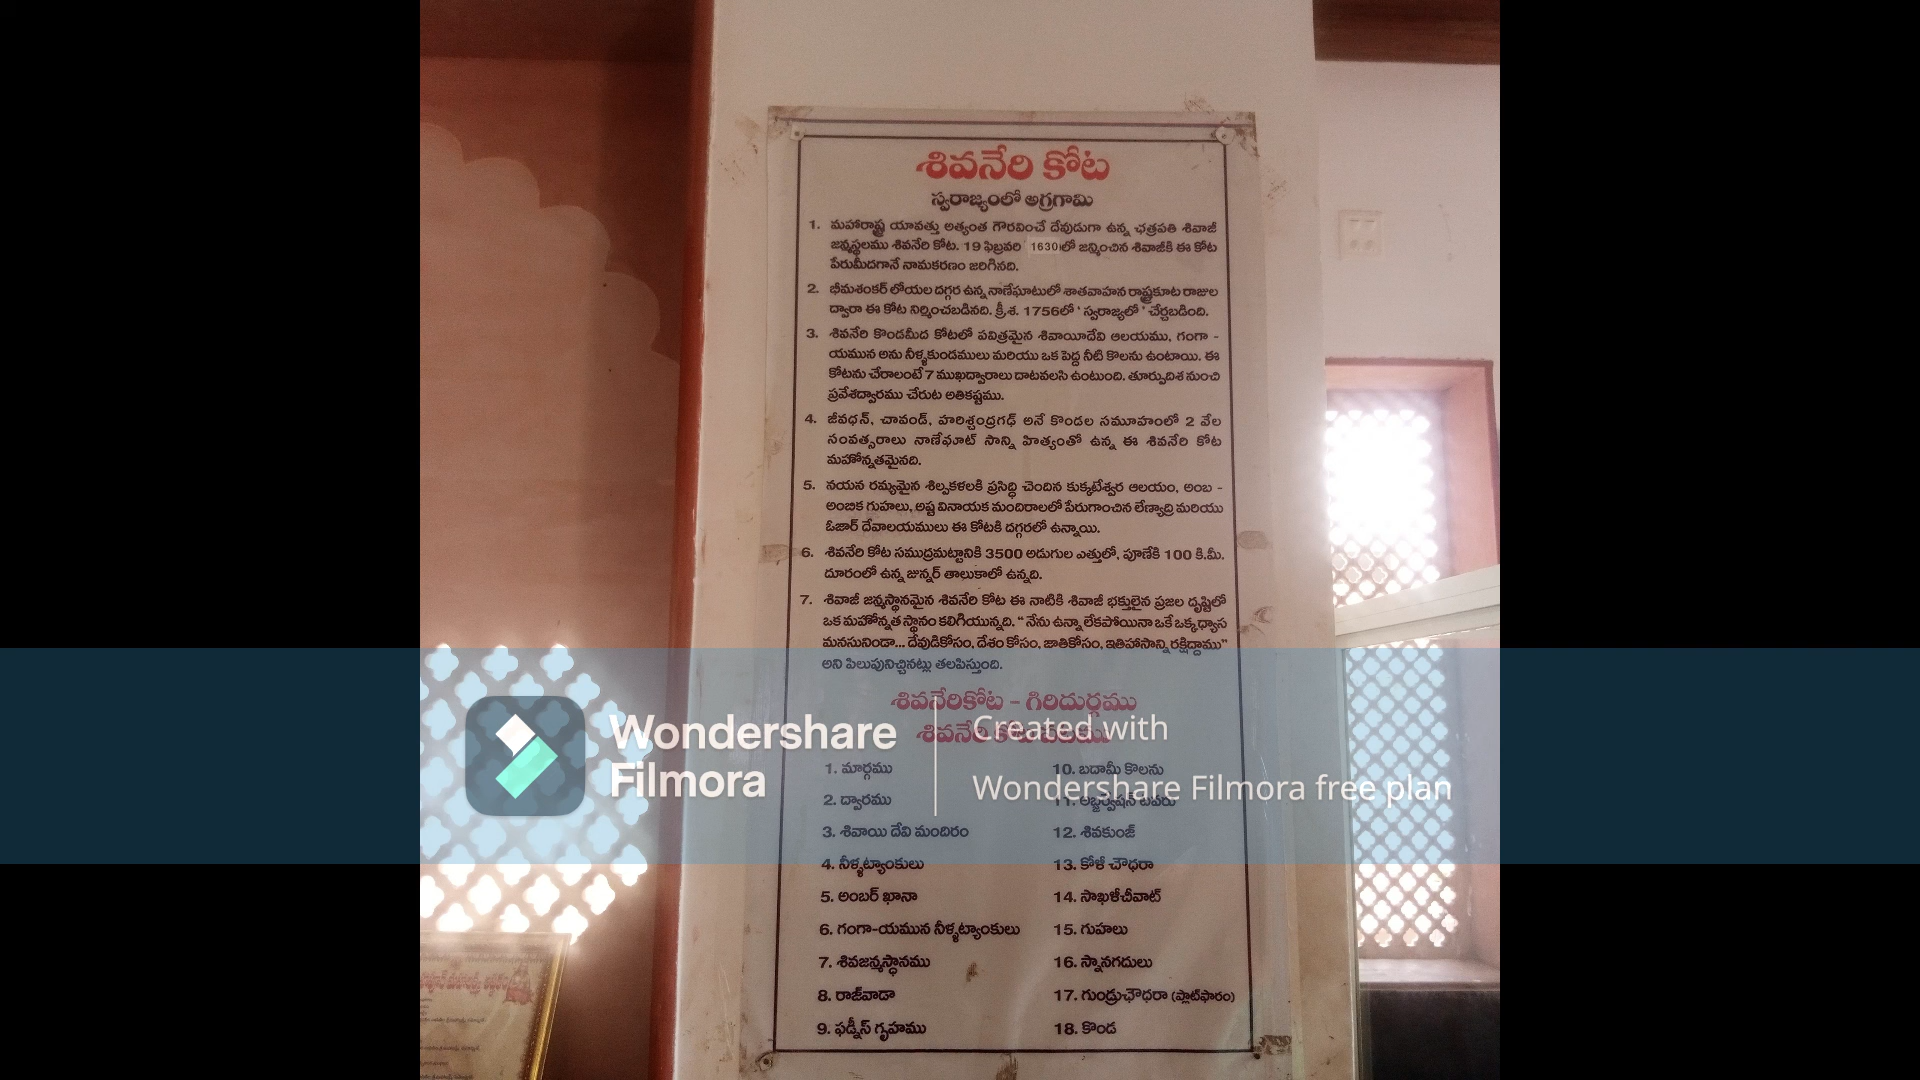 శివనేరి కోట
స్వరాజ్యంలో అగ్రగామి
1. మహారాష్ట్ర యావత్తు అత్యంత గౌరవించే దేవుడుగా ఉన్న ఛత్రపతి శివాజీ
జన్మస్థలము శివనేరి కోట. 19 ఫిబ్రవరి 1630లో జన్మించిన శివాజీకి ఈ కోట
పేరుమీదగానే నామకరణం జరిగినది.
2. భీమశంకర్ లోయల దగ్గర ఉన్న నాణేఘాటులో శాతవాహన రాష్ట్రకూట రాజుల
ద్వారా ఈ కోట నిర్మించబడినది. క్రీ.శ. 1756లో ' స్వరాజ్యలో ' చేర్చబడింది.
3. శివనేరి కొండమీద కోటలో పవిత్రమైన శివాయీదేవి ఆలయము, గంగా -
యమున అను నీళ్ళకుండములు మరియు ఒక పెద్ద నీటి కొలను ఉంటాయి. ఈ
కోటను చేరాలంటే 7 ముఖద్వారాలు దాటవలసి ఉంటుంది. తూర్పుదిశ నుంచి
ప్రవేశద్వారము చేరుట అతికష్టము.
4. జీవధన్, చావండ్, హరిశ్చంద్రగఢ్ అనే కొండల సమూహంలో 2 వేల
సంవత్సరాలు నాణేఘాట్ సాన్ని హిత్యంతో ఉన్న ఈ శివనేరి కోట
మహోన్నతమైనది.
5. నయన రమ్యమైన శిల్పకళలకి ప్రసిద్ధి చెందిన కుక్కటేశ్వర ఆలయం, అంబ -
అంబిక గుహలు, అష్ట వినాయక మందిరాలలో పేరుగాంచిన లేణ్యాద్రి మరియు
ఓజార్ దేవాలయములు ఈ కోటకి దగ్గరలో ఉన్నాయి.
6. శివనేరి కోట సముద్రమట్టానికి 3500 అడుగుల ఎత్తులో, పూణేకి 100 కి.మీ.
దూరంలో ఉన్న జున్నర్ తాలుకాలో ఉన్నది.
7. శివాజీ జన్మస్థానమైన శివనేరి కోట ఈ నాటికి శివాజీ భక్తులైన ప్రజల దృష్టిలో
ఒక మహోన్నత స్థానం కలిగియున్నది. " నేను ఉన్నా లేకపోయినా ఒకే ఒక్క ధ్యాస
మనసునిండా... దేవుడికోసం, దేశం కోసం, జాతికోసం, ఇతిహాసాన్ని రక్షిద్దాము"
అని పిలుపునిచ్చినట్లు తలపిస్తుంది.
శివనేరికోట - గిరిదుర్గము
శివనేరి కోట
1. మార్గము
2. ద్వారము
3. శివాయి దేవి మందిరం
4. నీళ్ళట్యాంకులు
5. అంబర్ ఖానా
6. గంగా-యమున నీళ్ళట్యాంకులు
7. శివజన్మస్థానము
8. రాజ్‌వాడా
9. ఫడ్నీస్ గృహము
10. బదామీ కొలను
11. అబ్జర్వేషన్ టవరు
12. శివకుంజ్
13. కోళీ చౌధరా
14. సాఖళీచీవాట్
15. గుహలు
16. స్నానగదులు
17. గుండ్రుఛౌధరా (ప్లాట్‌ఫారం)
18. కొండ
Wondershare
Filmora
Created with
Wondershare Filmora free plan